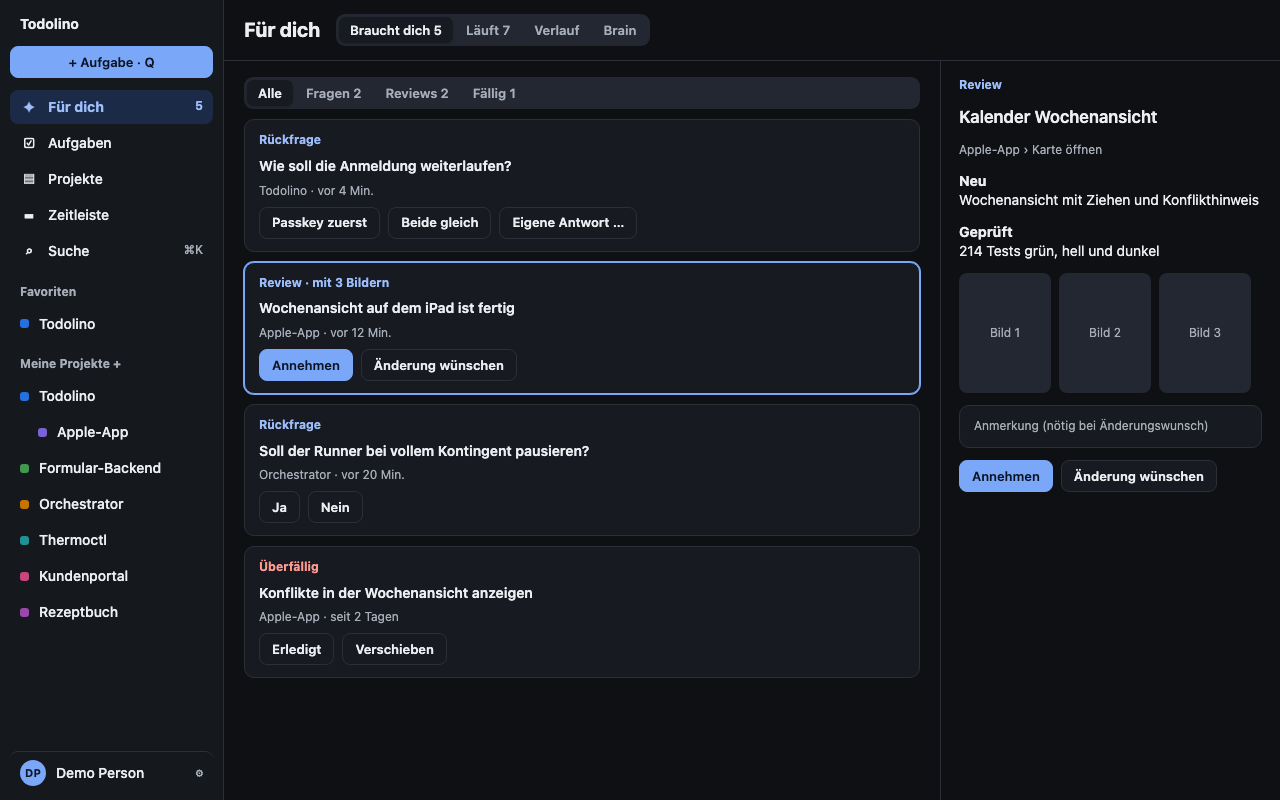 Todolino
+ Aufgabe · Q
Für dich 5
Aufgaben
Projekte
Zeitleiste
Suche ⌘K
Favoriten
Todolino
Meine Projekte +
Todolino
Apple-App
Formular-Backend
Orchestrator
Thermoctl
Kundenportal
Rezeptbuch
DP Demo Person
Für dich
Braucht dich 5 Läuft 7 Verlauf Brain
Alle Fragen 2 Reviews 2 Fällig 1
Rückfrage
Wie soll die Anmeldung weiterlaufen?
Todolino · vor 4 Min.
Passkey zuerst Beide gleich Eigene Antwort ...
Review · mit 3 Bildern
Wochenansicht auf dem iPad ist fertig
Apple-App · vor 12 Min.
Annehmen Änderung wünschen
Rückfrage
Soll der Runner bei vollem Kontingent pausieren?
Orchestrator · vor 20 Min.
Ja Nein
Überfällig
Konflikte in der Wochenansicht anzeigen
Apple-App · seit 2 Tagen
Erledigt Verschieben
Review
Kalender Wochenansicht
Apple-App › Karte öffnen
Neu
Wochenansicht mit Ziehen und Konflikthinweis
Geprüft
214 Tests grün, hell und dunkel
Bild 1 Bild 2 Bild 3
Anmerkung (nötig bei Änderungswunsch)
Annehmen Änderung wünschen